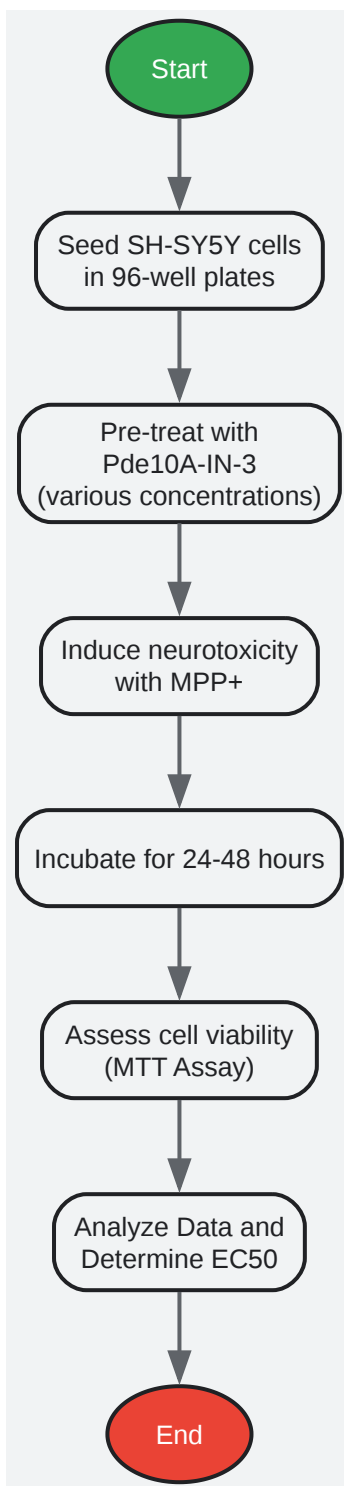 Start
Seed SH-SY5Y cells
in 96-well plates
Pre-treat with
Pde10A-IN-3
(various concentrations)
Induce neurotoxicity
with MPP+
Incubate for 24-48 hours
Assess cell viability
(MTT Assay)
Analyze Data and
Determine EC50
End